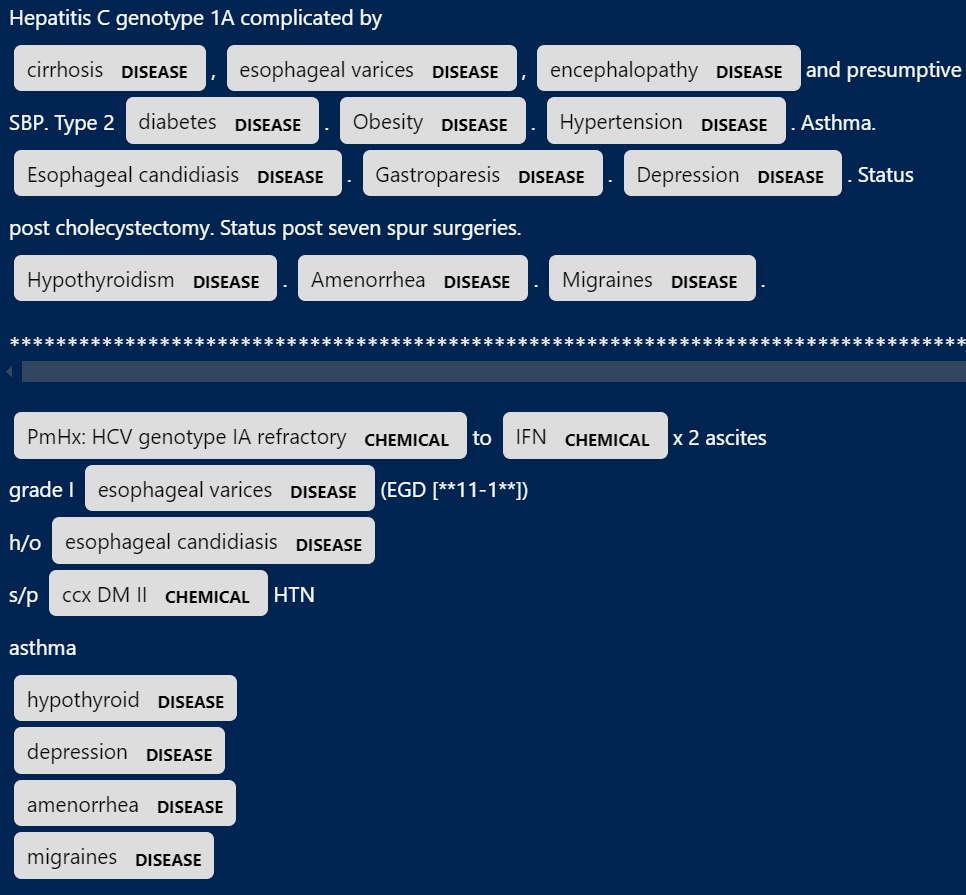 Hepatitis C genotype 1A complicated by
cirrhosis DISEASE , esophageal varices DISEASE , encephalopathy DISEASE and presumptive
SBP. Type 2 diabetes DISEASE . Obesity DISEASE . Hypertension DISEASE . Asthma.
Esophageal candidiasis DISEASE . Gastroparesis DISEASE . Depression DISEASE . Status
post cholecystectomy. Status post seven spur surgeries.
Hypothyroidism DISEASE . Amenorrhea DISEASE . Migraines DISEASE .
**********************************************************************************
PmHx: HCV genotype IA refractory CHEMICAL to IFN CHEMICAL x 2 ascites
grade I esophageal varices DISEASE (EGD [**11-1**])
h/o esophageal candidiasis DISEASE
s/p ccx DM II CHEMICAL HTN
asthma
hypothyroid DISEASE
depression DISEASE
amenorrhea DISEASE
migraines DISEASE